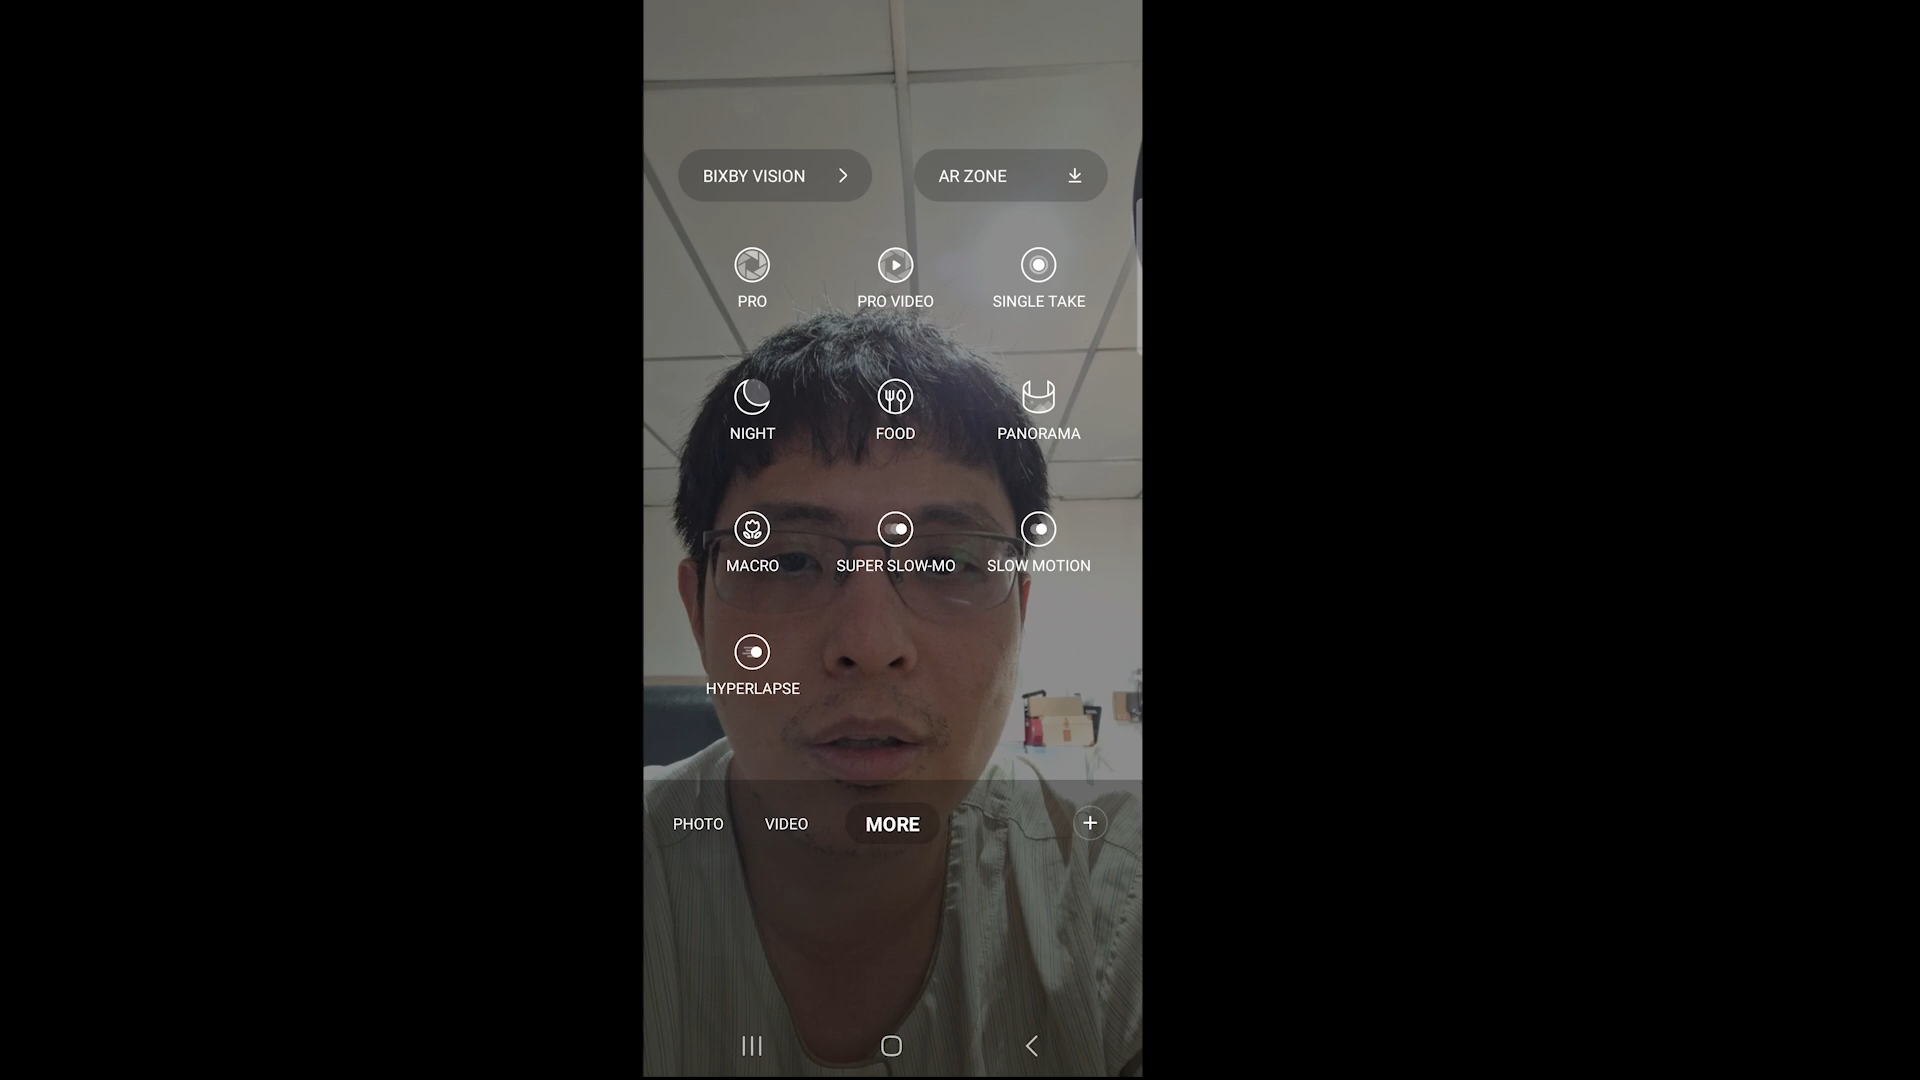 BIXBY VISION
AR ZONE
PRO
PRO VIDEO
SINGLE TAKE
NIGHT
FOOD
PANORAMA
MACRO
SUPER SLOW-MO
SLOW MOTION
HYPERLAPSE
PHOTO
VIDEO
MORE